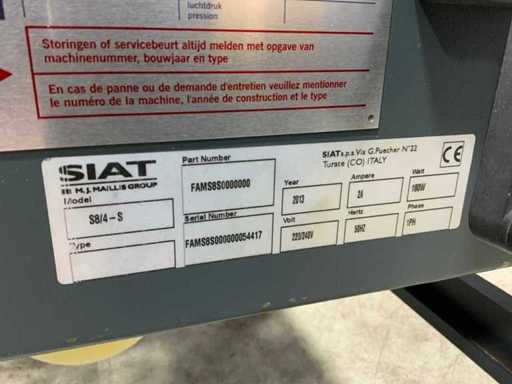 luchtdruk
pression
Storingen of servicebeurt altijd melden met opgave van
machinenummer, bouwjaar en type
En cas de panne ou de demande d'entretien veuillez mentionner
le numéro de la machine, l'année de construction et le type
SIAT
M.J. MAILLIS GROUP
Model
S8/4-S
Type
Part Number
FAMS8S0000000
Serial Number
FAMS8S000000054417
SIAT s.p.a. Via G.Puecher N°22
Turate (CO) ITALY
CE
Year
2013
Ampere
2A
Watt
Volt
220/240V
Hertz
50HZ
Phase
1PH